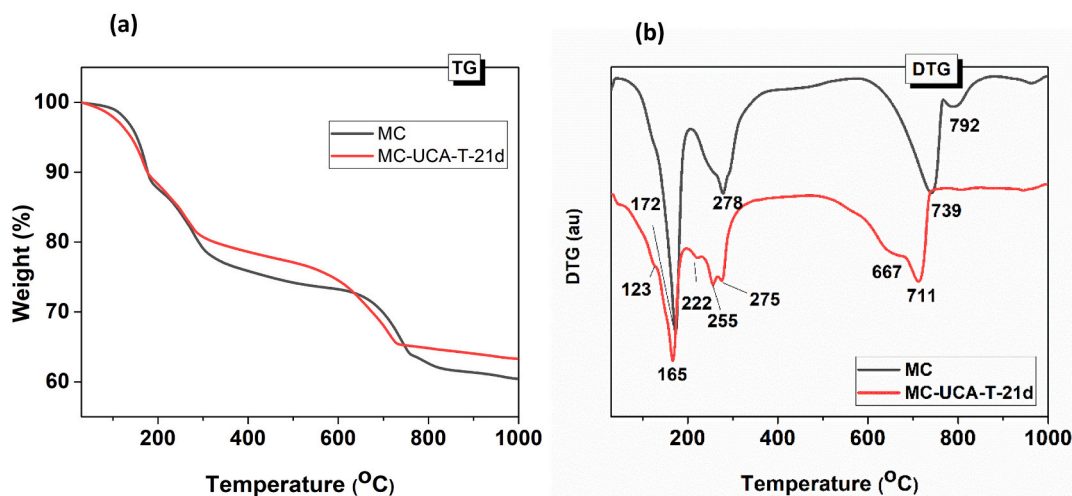 (a)
TG
MC
MC-UCA-T-21d
100
90
80
70
60
Weight (%)
200
400
600
800
1000
Temperature (°C)
(b)
DTG
792
172
278
739
123
222
667
275
711
255
165
MC
MC-UCA-T-21d
DTG (au)
200
400
600
800
1000
Temperature (°C)